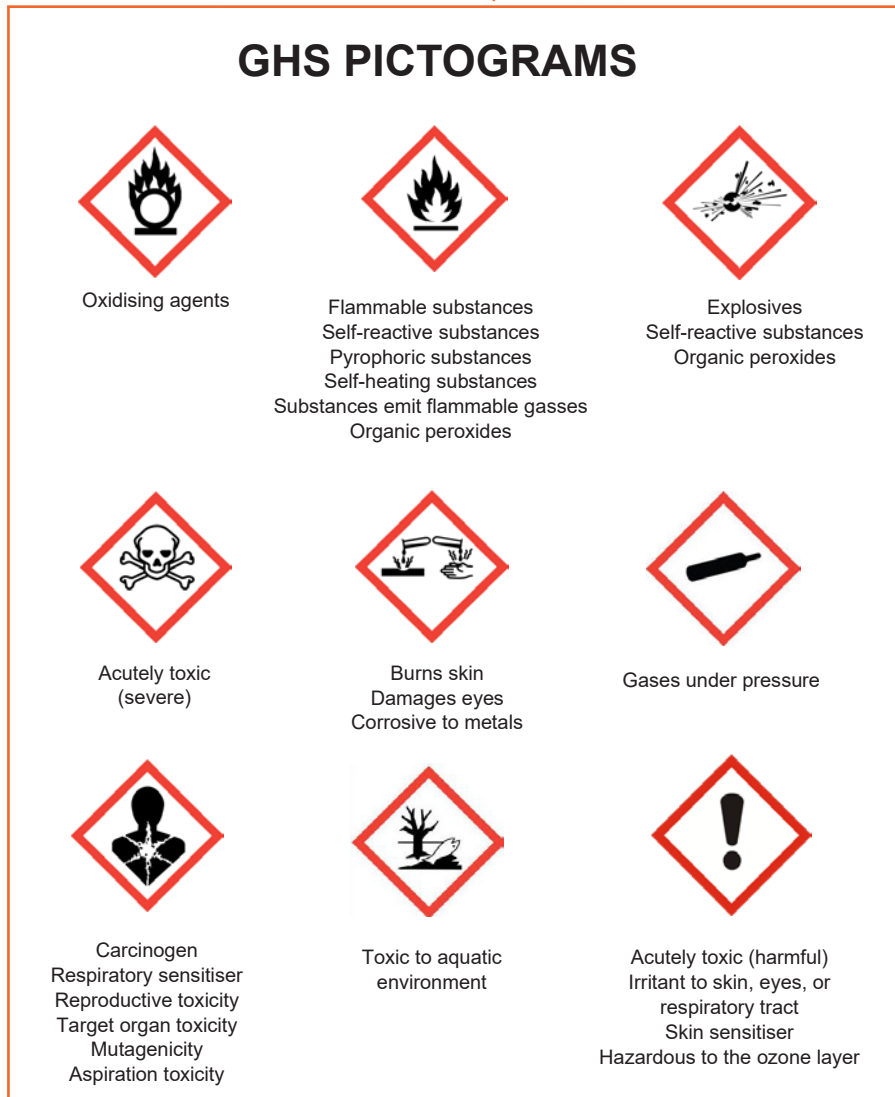 GHS PICTOGRAMS
Oxidising agents
Flammable substances
Self-reactive substances
Pyrophoric substances
Self-heating substances
Substances emit flammable gasses
Organic peroxides
Explosives
Self-reactive substances
Organic peroxides
Acutely toxic
(severe)
Burns skin
Damages eyes
Corrosive to metals
Gases under pressure
Carcinogen
Respiratory sensitiser
Reproductive toxicity
Target organ toxicity
Mutagenicity
Aspiration toxicity
Toxic to aquatic
environment
Acutely toxic (harmful)
Irritant to skin, eyes, or
respiratory tract
Skin sensitiser
Hazardous to the ozone layer